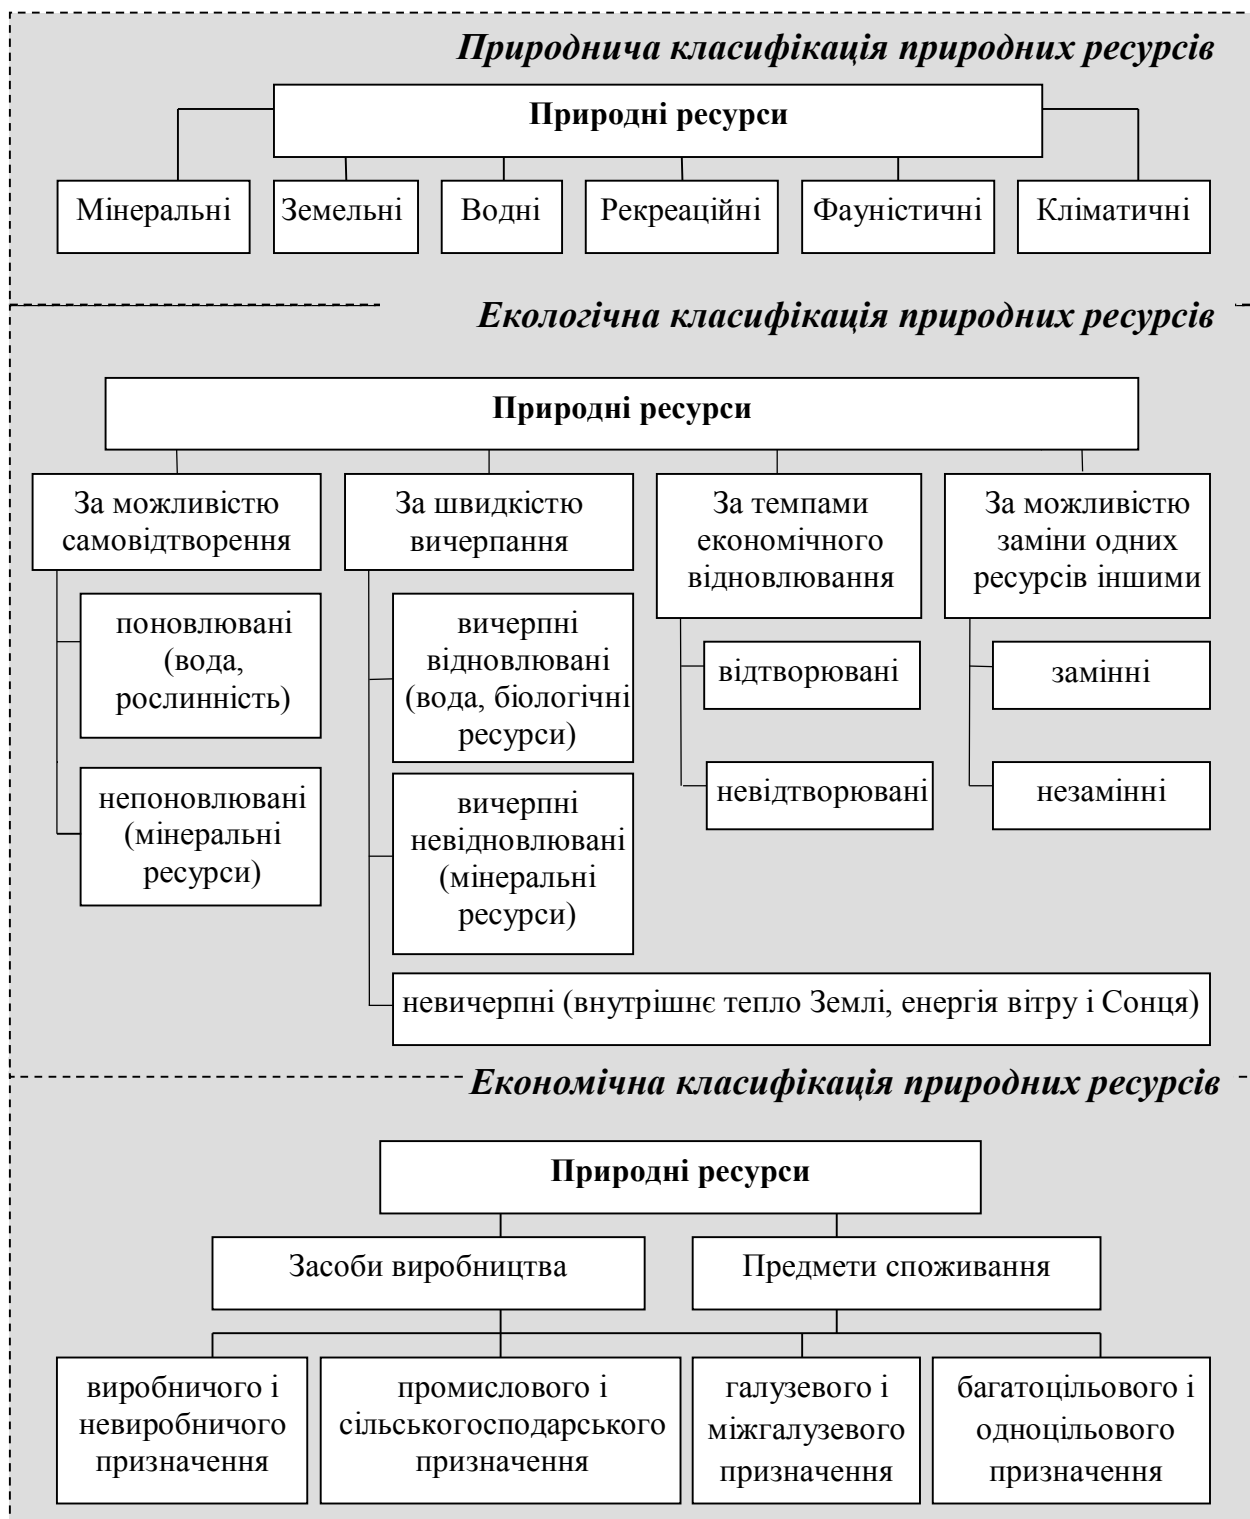 Природнича класифікація природних ресурсів
Природні ресурси
Мінеральні
Земельні
Водні
Рекреаційні
Фауністичні
Кліматичні
Екологічна класифікація природних ресурсів
Природні ресурси
За можливістю
самовідтворення
поновлювані
(вода,
рослинність)
непоновлювані
(мінеральні
ресурси)
За швидкістю
вичерпання
вичерпні
відновлювані
(вода, біологічні
ресурси)
вичерпні
невідновлювані
(мінеральні
ресурси)
невичерпні (внутрішнє тепло Землі, енергія вітру і Сонця)
За темпами
економічного
відновлювання
відтворювані
невідтворювані
За можливістю
заміни одних
ресурсів іншими
замінні
незамінні
Економічна класифікація природних ресурсів
Природні ресурси
Засоби виробництва
Предмети споживання
виробничого і
невиробничого
призначення
промислового і
сільськогосподарського
призначення
галузевого і
міжгалузевого
призначення
багатоцільового і
одноцільового
призначення